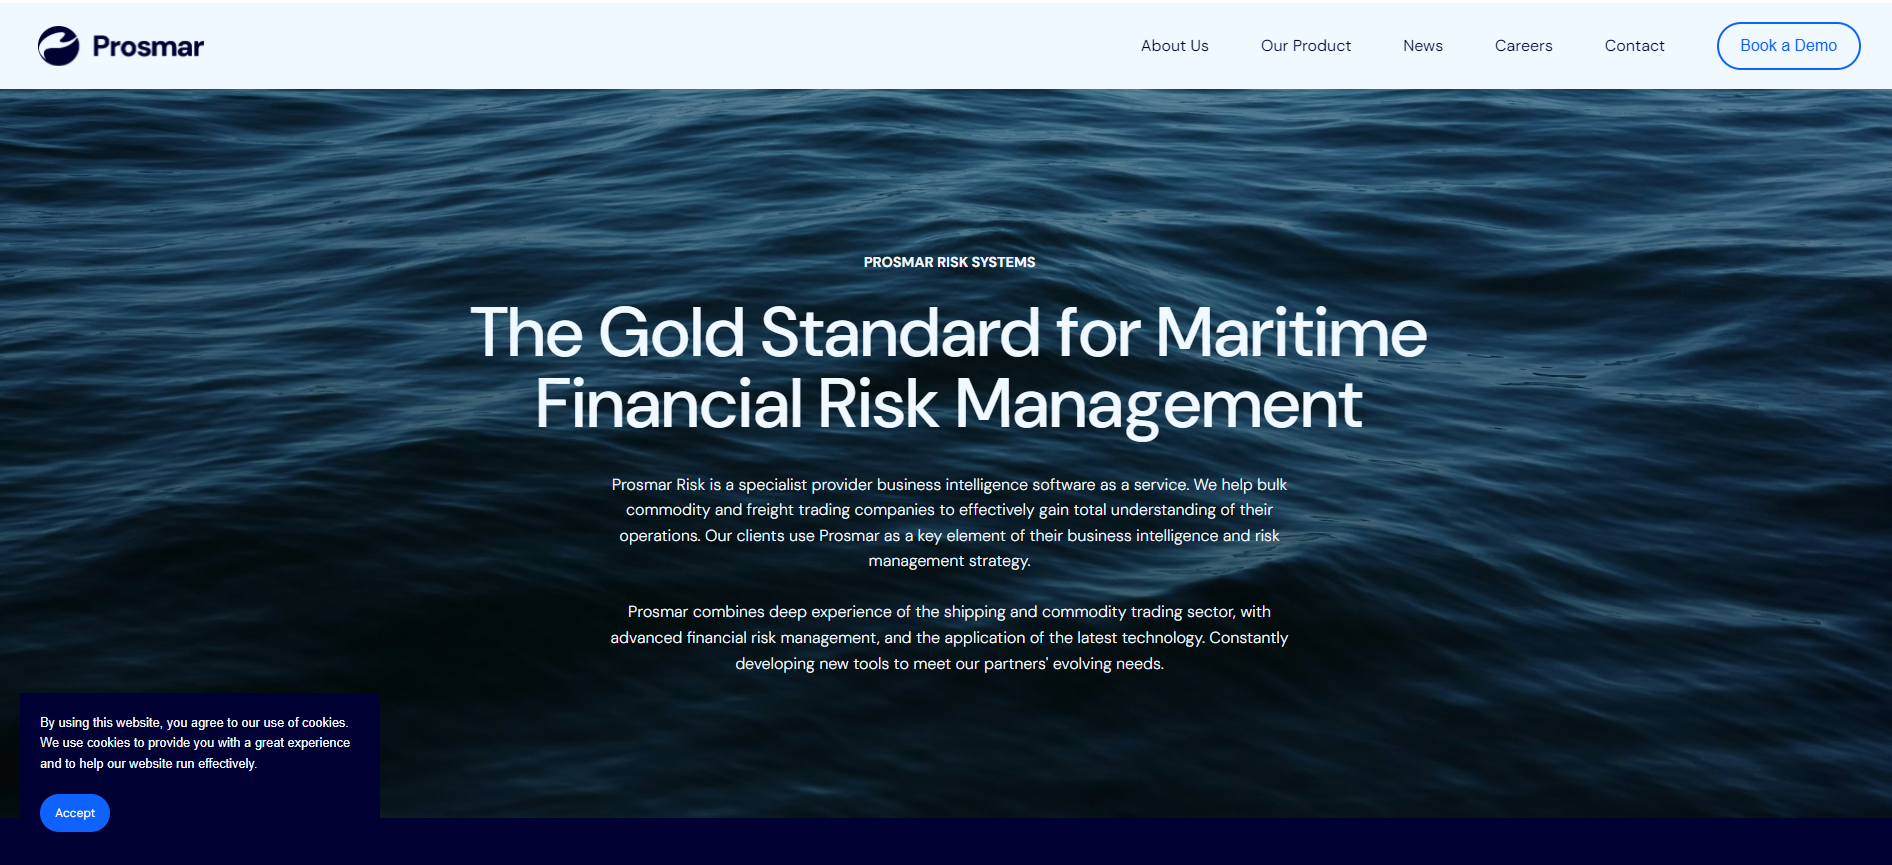 Prosmar
About Us
Our Product
News
Careers
Contact
Book a Demo
PROSMAR RISK SYSTEMS
The Gold Standard for Maritime
Financial Risk Management
Prosmar Risk is a specialist provider business intelligence software as a service. We help bulk
commodity and freight trading companies to effectively gain total understanding of their
operations. Our clients use Prosmar as a key element of their business intelligence and risk
management strategy.
Prosmar combines deep experience of the shipping and commodity trading sector, with
advanced financial risk management, and the application of the latest technology. Constantly
developing new tools to meet our partners' evolving needs.
By using this website, you agree to our use of cookies.
We use cookies to provide you with a great experience
and to help our website run effectively.
Accept